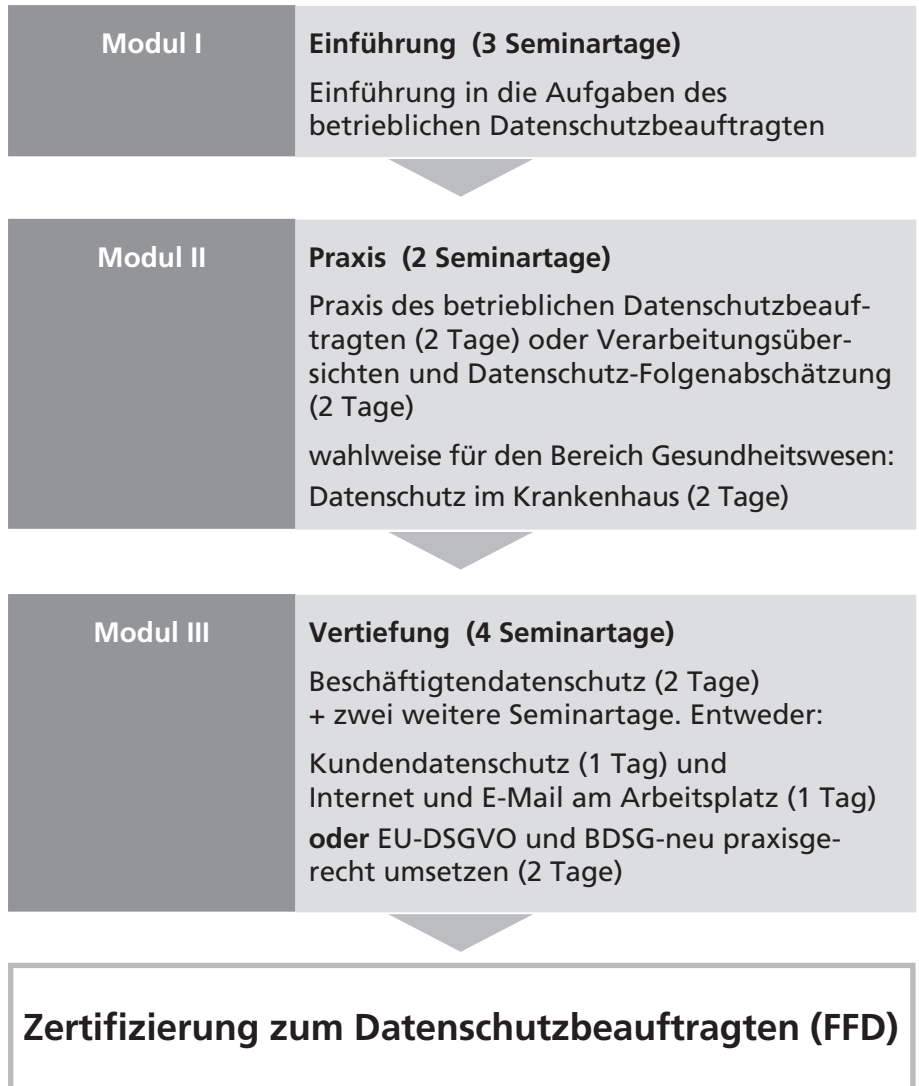 Modul I
Einführung (3 Seminartage)
Einführung in die Aufgaben des
betrieblichen Datenschutzbeauftragten
Modul II
Praxis (2 Seminartage)
Praxis des betrieblichen Datenschutzbeauf-
tragten (2 Tage) oder Verarbeitungsüber-
sichten und Datenschutz-Folgenabschätzung
(2 Tage)
wahlweise für den Bereich Gesundheitswesen:
Datenschutz im Krankenhaus (2 Tage)
Modul III
Vertiefung (4 Seminartage)
Beschäftigtendatenschutz (2 Tage)
+ zwei weitere Seminartage. Entweder:
Kundendatenschutz (1 Tag) und
Internet und E-Mail am Arbeitsplatz (1 Tag)
oder EU-DSGVO und BDSG-neu praxisge-
recht umsetzen (2 Tage)
Zertifizierung zum Datenschutzbeauftragten (FFD)